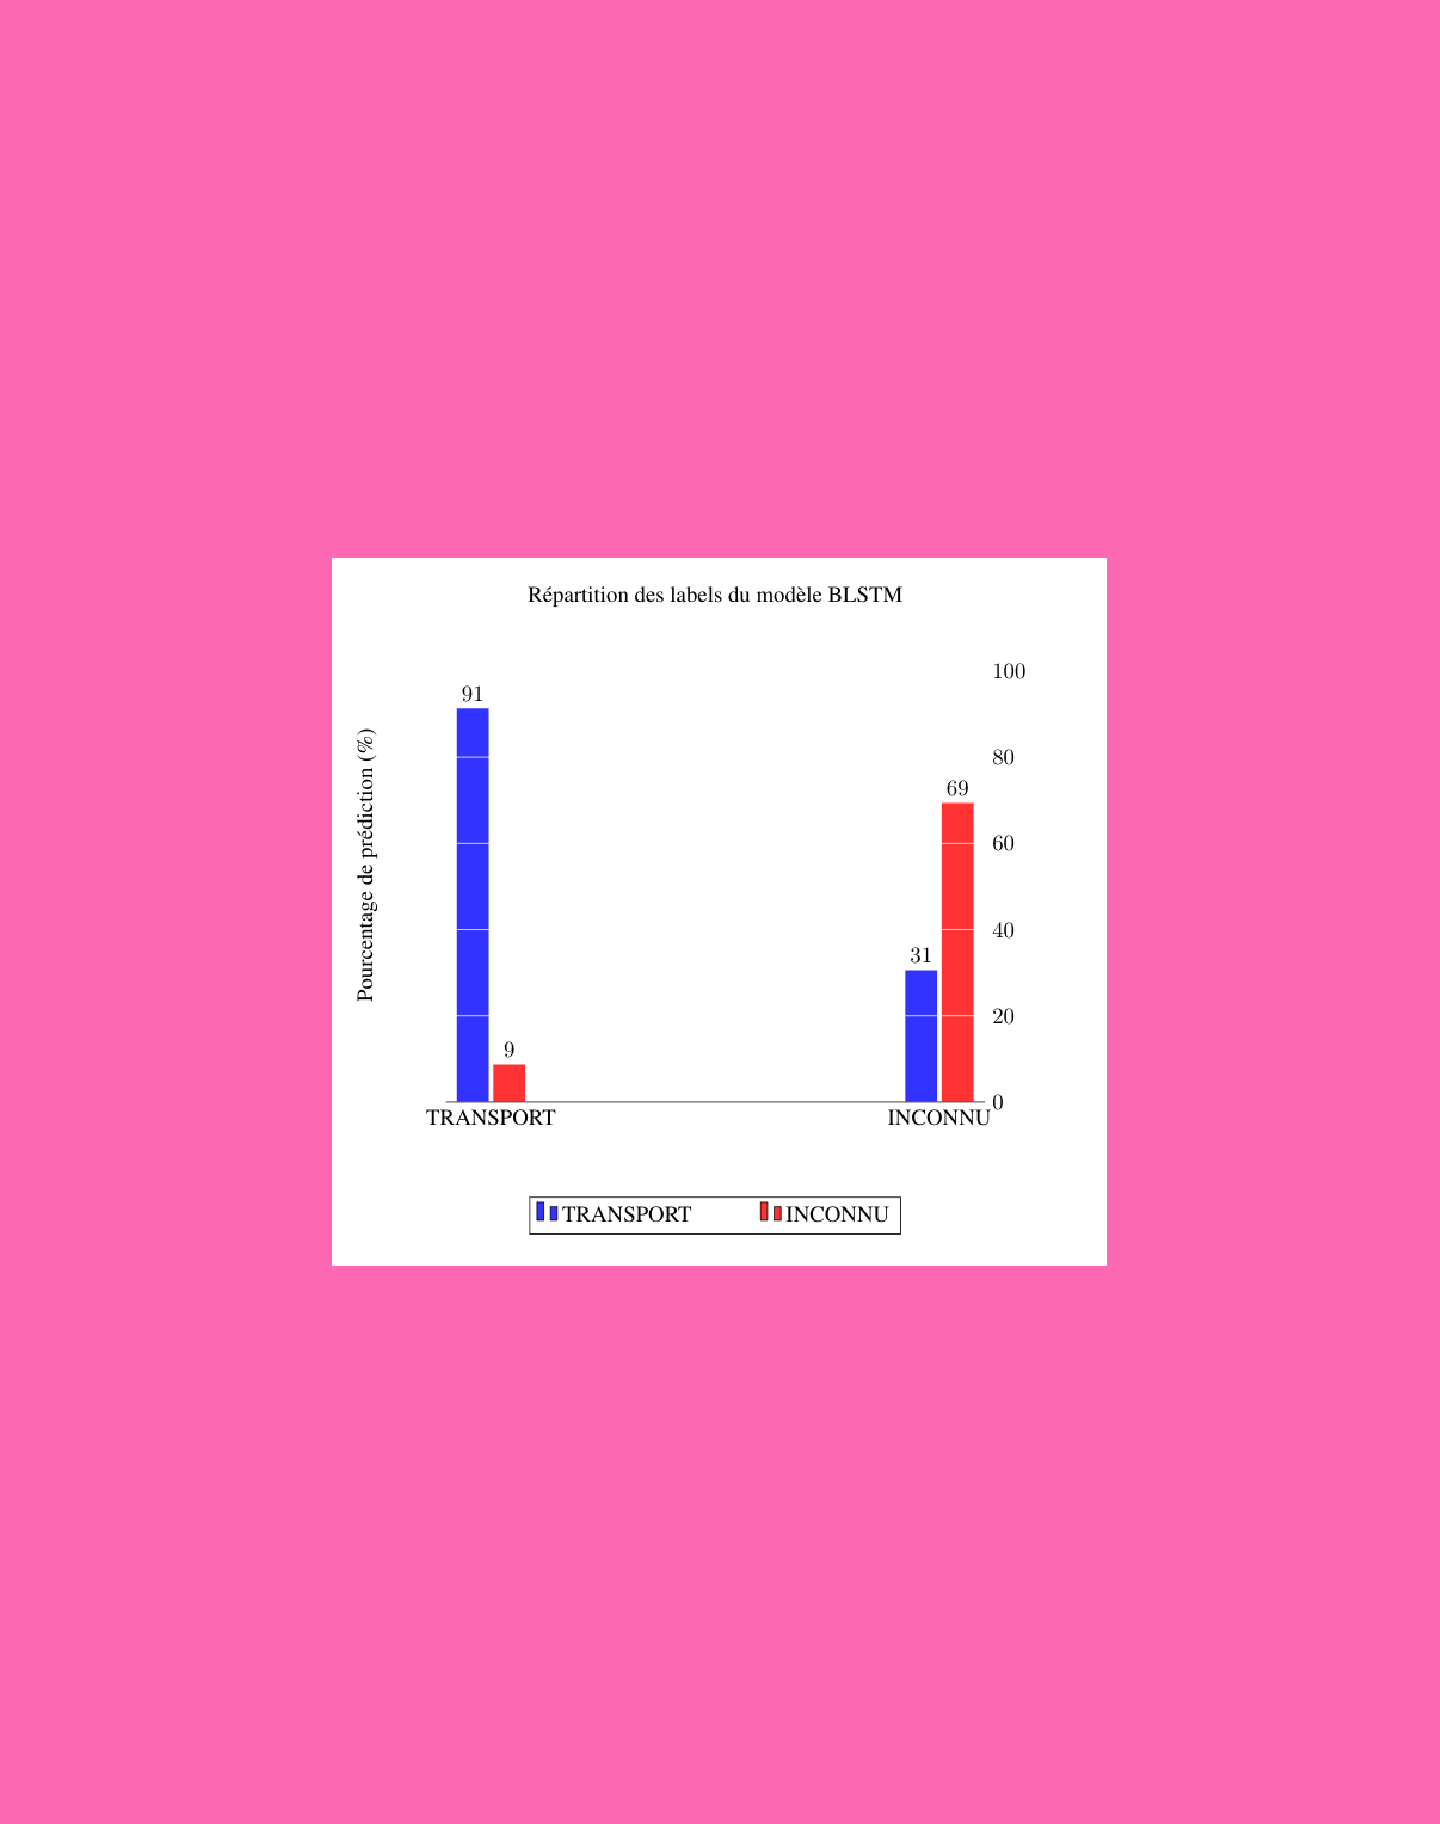 Répartition des labels du modèle BLSTM
Pourcentage de prédiction (%)
100
80
60
40
20
0
91
9
31
69
TRANSPORT
INCONNU
TRANSPORT
INCONNU